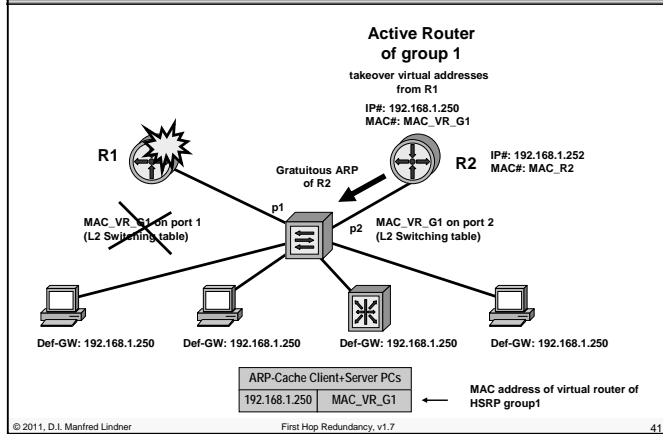 Active Router
of group 1
takeover virtual addresses
from R1
IP#: 192.168.1.250
MAC#: MAC_VR_G1
R1
Gratuitous ARP
of R2
R2
IP#: 192.168.1.252
MAC#: MAC_R2
p1
p2
MAC_VR_G1 on port 1
(L2 Switching table)
MAC_VR_G1 on port 2
(L2 Switching table)
Def-GW: 192.168.1.250
Def-GW: 192.168.1.250
Def-GW: 192.168.1.250
Def-GW: 192.168.1.250
ARP-Cache Client+Server PCs
192.168.1.250 MAC_VR_G1
MAC address of virtual router of
HSRP group1
© 2011, D.I. Manfred Lindner First Hop Redundancy, v1.7 41